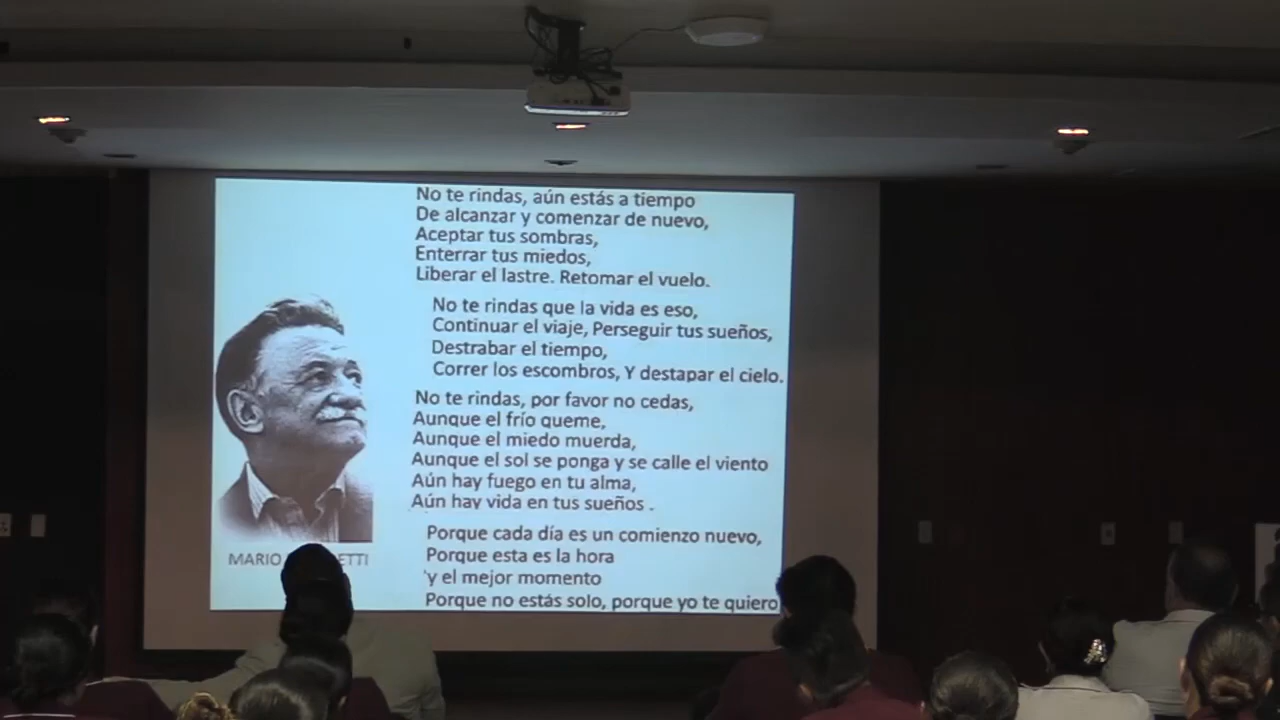 No te rindas, aún estás a tiempo
De alcanzar y comenzar de nuevo,
Aceptar tus sombras,
Enterrar tus miedos,
Liberar el lastre. Retomar el vuelo.
No te rindas que la vida es eso,
Continuar el viaje, Perseguir tus sueños,
Destrabar el tiempo,
Correr los escombros, Y destapar el cielo.
No te rindas, por favor no cedas,
Aunque el frío queme,
Aunque el miedo muerda,
Aunque el sol se ponga y se calle el viento
Aún hay fuego en tu alma,
Aún hay vida en tus sueños .
Porque cada día es un comienzo nuevo,
Porque esta es la hora
y el mejor momento
Porque no estás solo, porque yo te quiero
MARIO